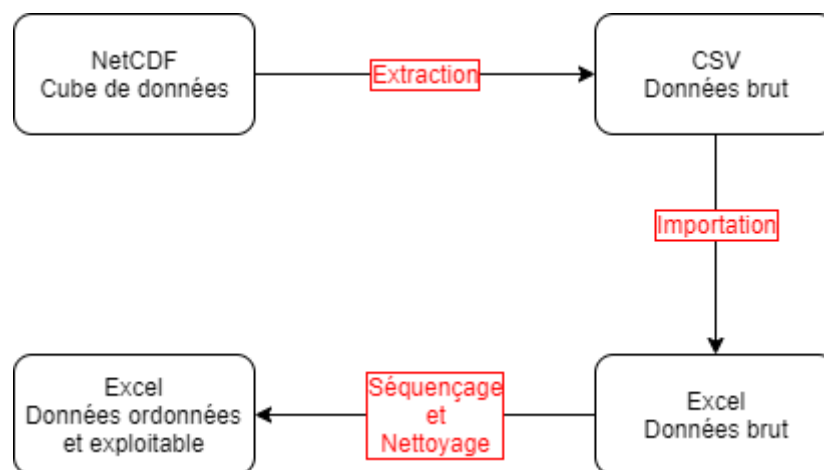 NetCDF
Cube de données
Extraction
CSV
Données brut
Importation
Excel
Données brut
Séquençage
et
Nettoyage
Excel
Données ordonnées
et exploitable